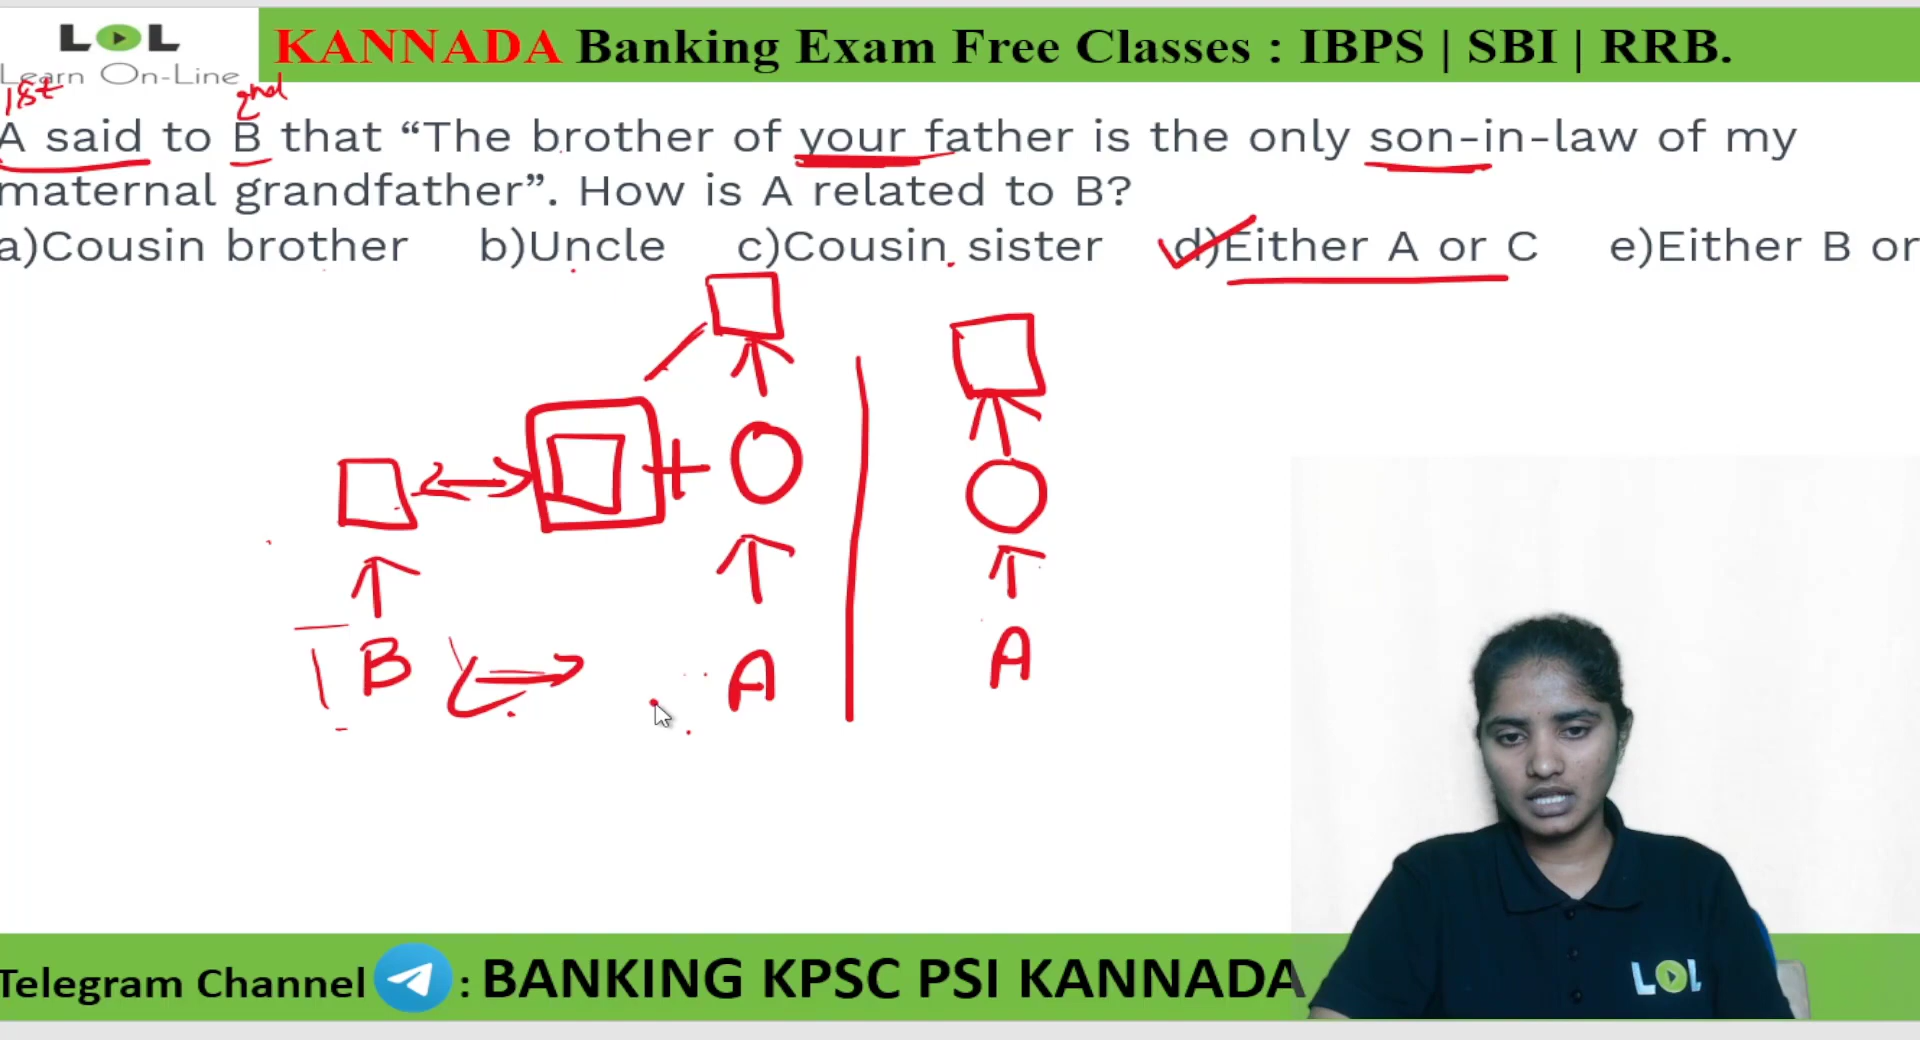 LOL
Learn On-Line
KANNADA Banking Exam Free Classes : IBPS | SBI | RRB.
1st 2nd
A said to B that “The brother of your father is the only son-in-law of my
maternal grandfather”. How is A related to B?
a)Cousin brother b)Uncle c)Cousin sister d)Either A or C e)Either B or
B A A
LOL
Telegram Channel : BANKING KPSC PSI KANNADA